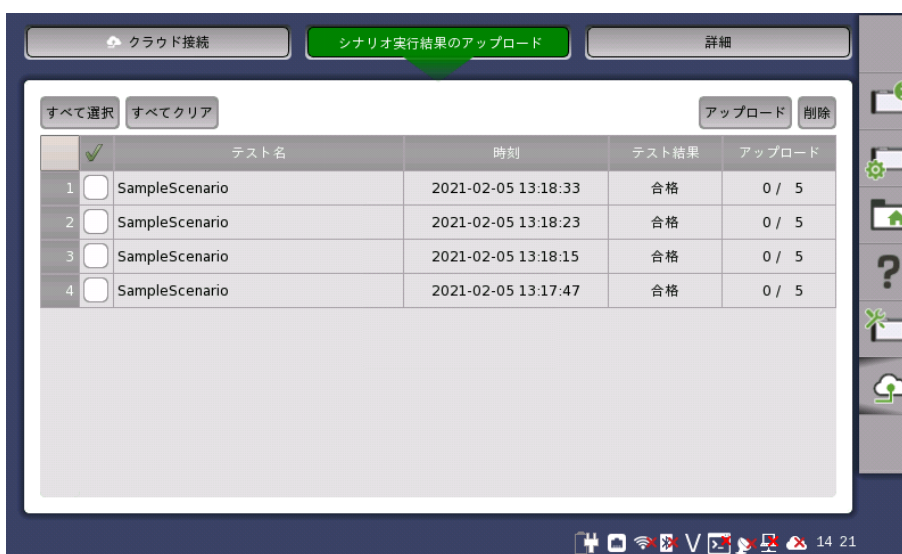 クラウド接続 シナリオ実行結果のアップロード 詳細
すべて選択 すべてクリア アップロード 削除
テスト名 時刻 テスト結果 アップロード
1 SampleScenario 2021-02-05 13:18:33 合格 0 / 5
2 SampleScenario 2021-02-05 13:18:23 合格 0 / 5
3 SampleScenario 2021-02-05 13:18:15 合格 0 / 5
4 SampleScenario 2021-02-05 13:17:47 合格 0 / 5
14 21